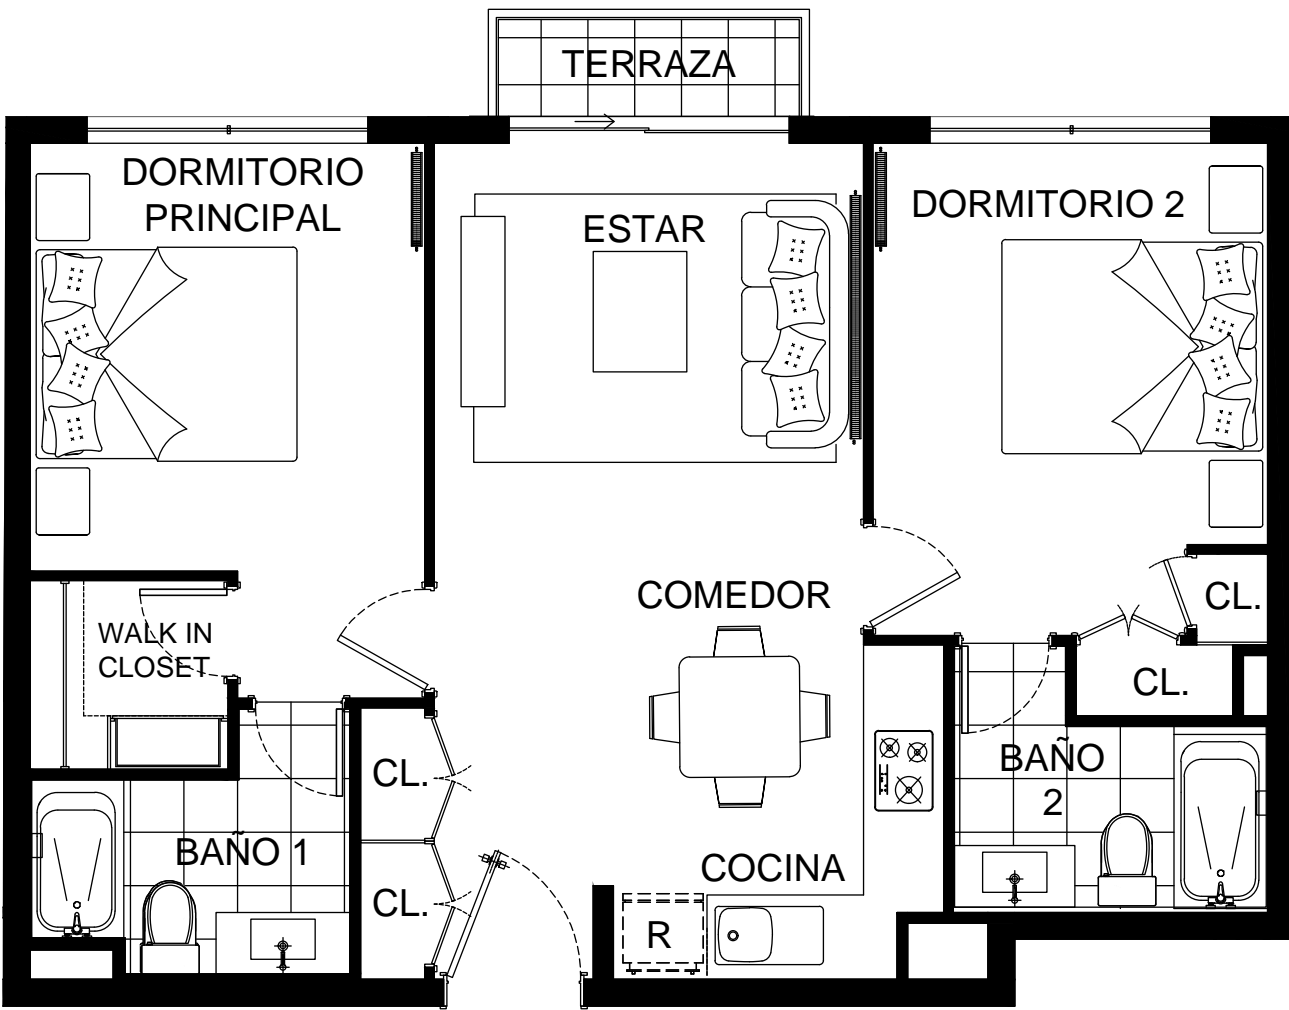 TERRAZA
DORMITORIO
PRINCIPAL
ESTAR
DORMITORIO 2
COMEDOR
WALK IN
CLOSET
CL.
CL.
CL.
BAÑO
2
CL.
BAÑO 1
COCINA
CL.
R